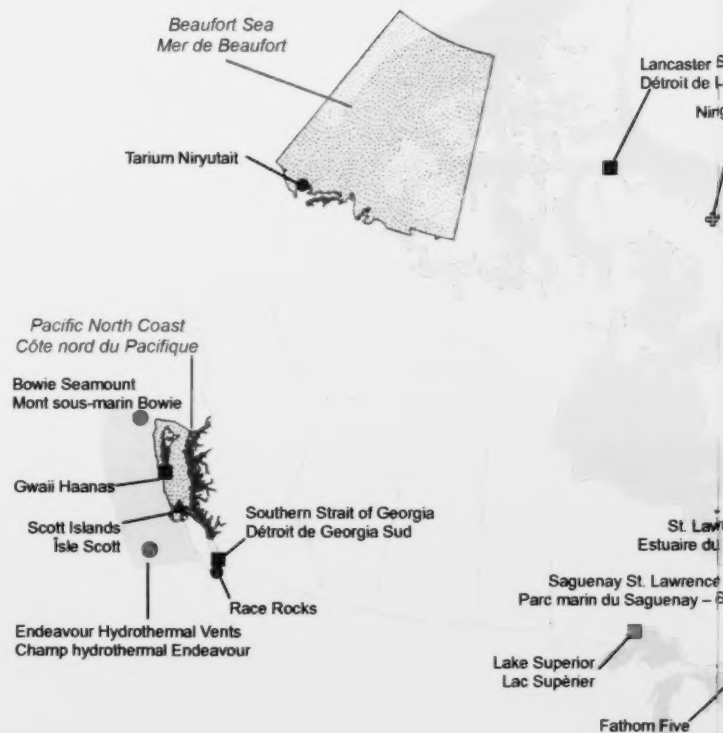 Beaufort Sea
Mer de Beaufort
Lancaster
Détroit de
Tarium Niryutait
Pacific North Coast
Côte nord du Pacifique
Bowie Seamount
Mont sous-marin Bowie
Gwaii Haanas
Scott Islands
Īsle Scott
Southern Strait of Georgia
Détroit de Georgia Sud
Race Rocks
Endeavour Hydrothermal Vents
Champ hydrothermal Endeavour
St.
Estuaire du
Saguenay St. Lawrence
Parc marin du Saguenay –
Lake Superior
Lac Supèrier
Fathom Five